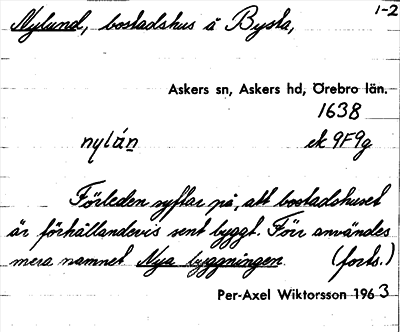 Nylund, bostadshus å Bysta, 1-2
Askers sn, Askers hd, Örebro län.
1638
nylán ek 9F9g
Förleden syftar på, att bostadshuset
är förhållandevis sent byggt. Förr användes
mera namnet Nya byggningen. (forts.)
Per-Axel Wiktorsson 1963